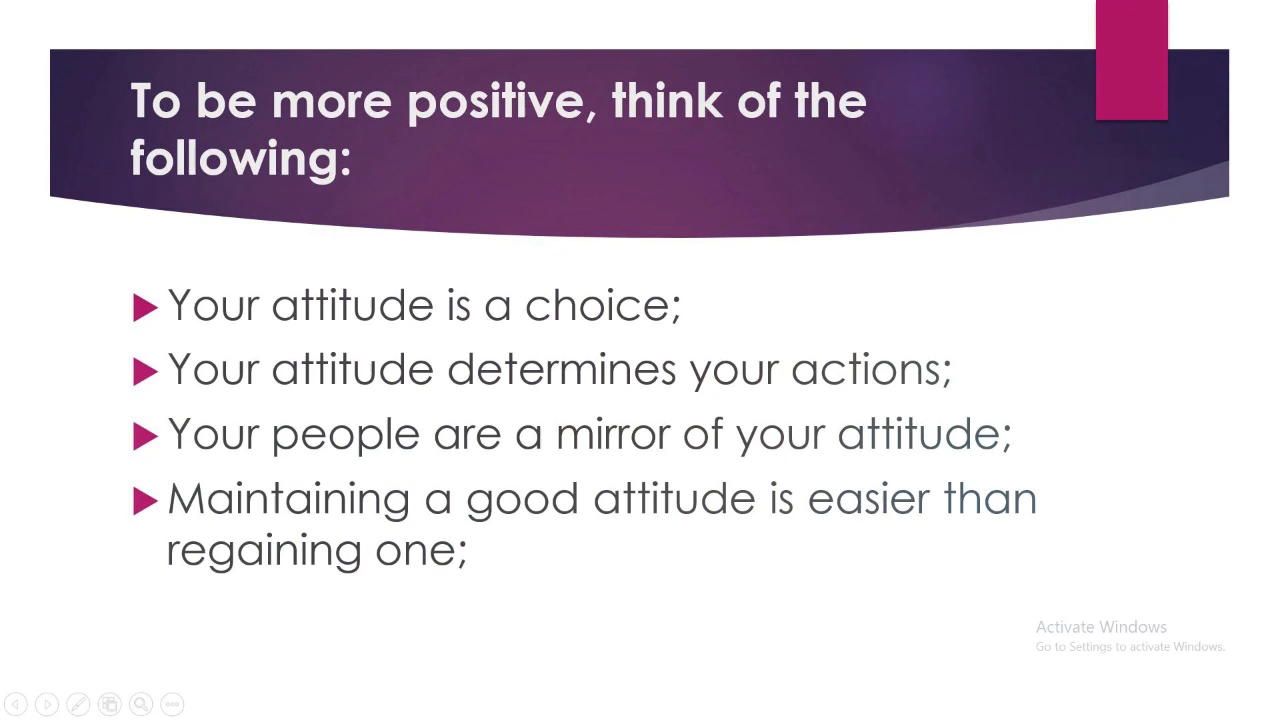 To be more positive, think of the
following:
Your attitude is a choice;
Your attitude determines your actions;
Your people are a mirror of your attitude;
Maintaining a good attitude is easier than
regaining one;
Activate Windows
Go to Settings to activate Windows.